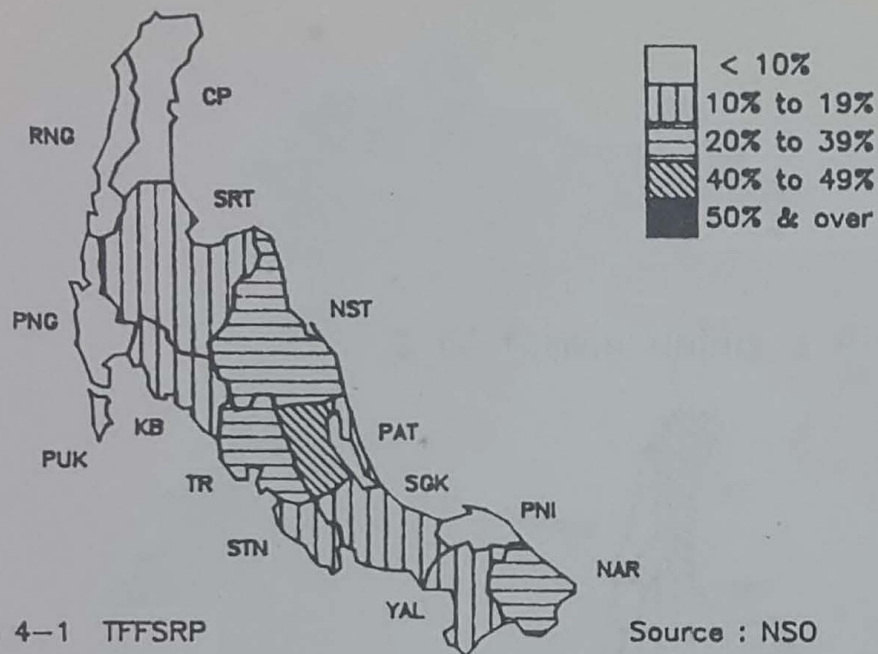 < 10%
10% to 19%
20% to 39%
40% to 49%
50% & over
CP
RNG
SRT
PNG
NST
KB
PUK
PAT
TR
SGK
PNI
STN
NAR
YAL
4-1 TFFSRP
Source : NSO